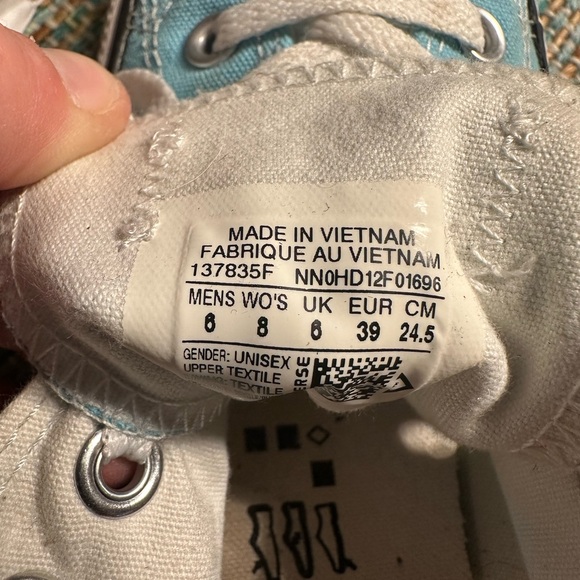 MADE IN VIETNAM
FABRIQUE AU VIETNAM
137835F NN0HD12F01696
MENS WO'S UK EUR CM
6 8 6 39 24.5
GENDER: UNISEX
UPPER TEXTILE
TEXTILE